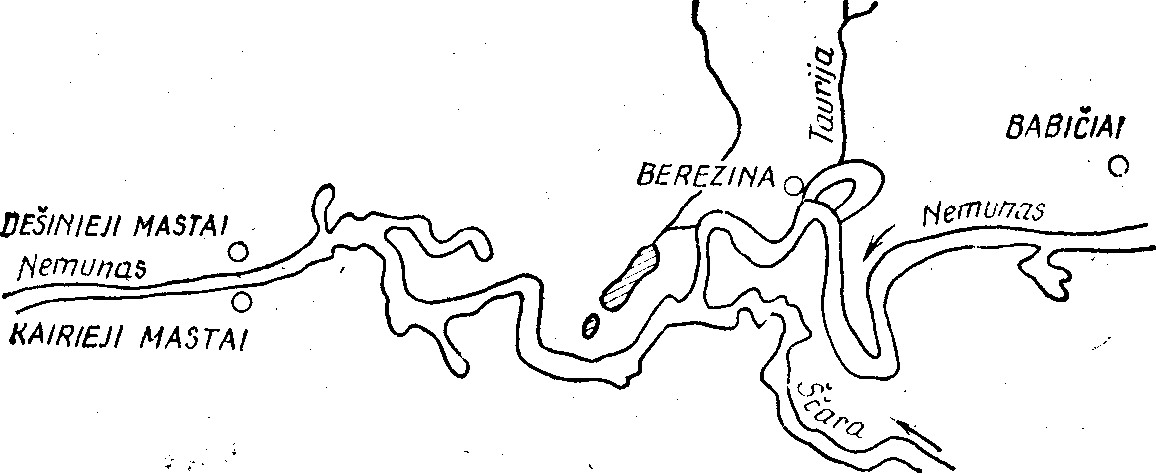 Taurija
BABIČIAI
BEREZINA
Nemunas
DEŠINIEJI MASTAI
Nemunas
KAIRIEJI MASTAI
Ščara